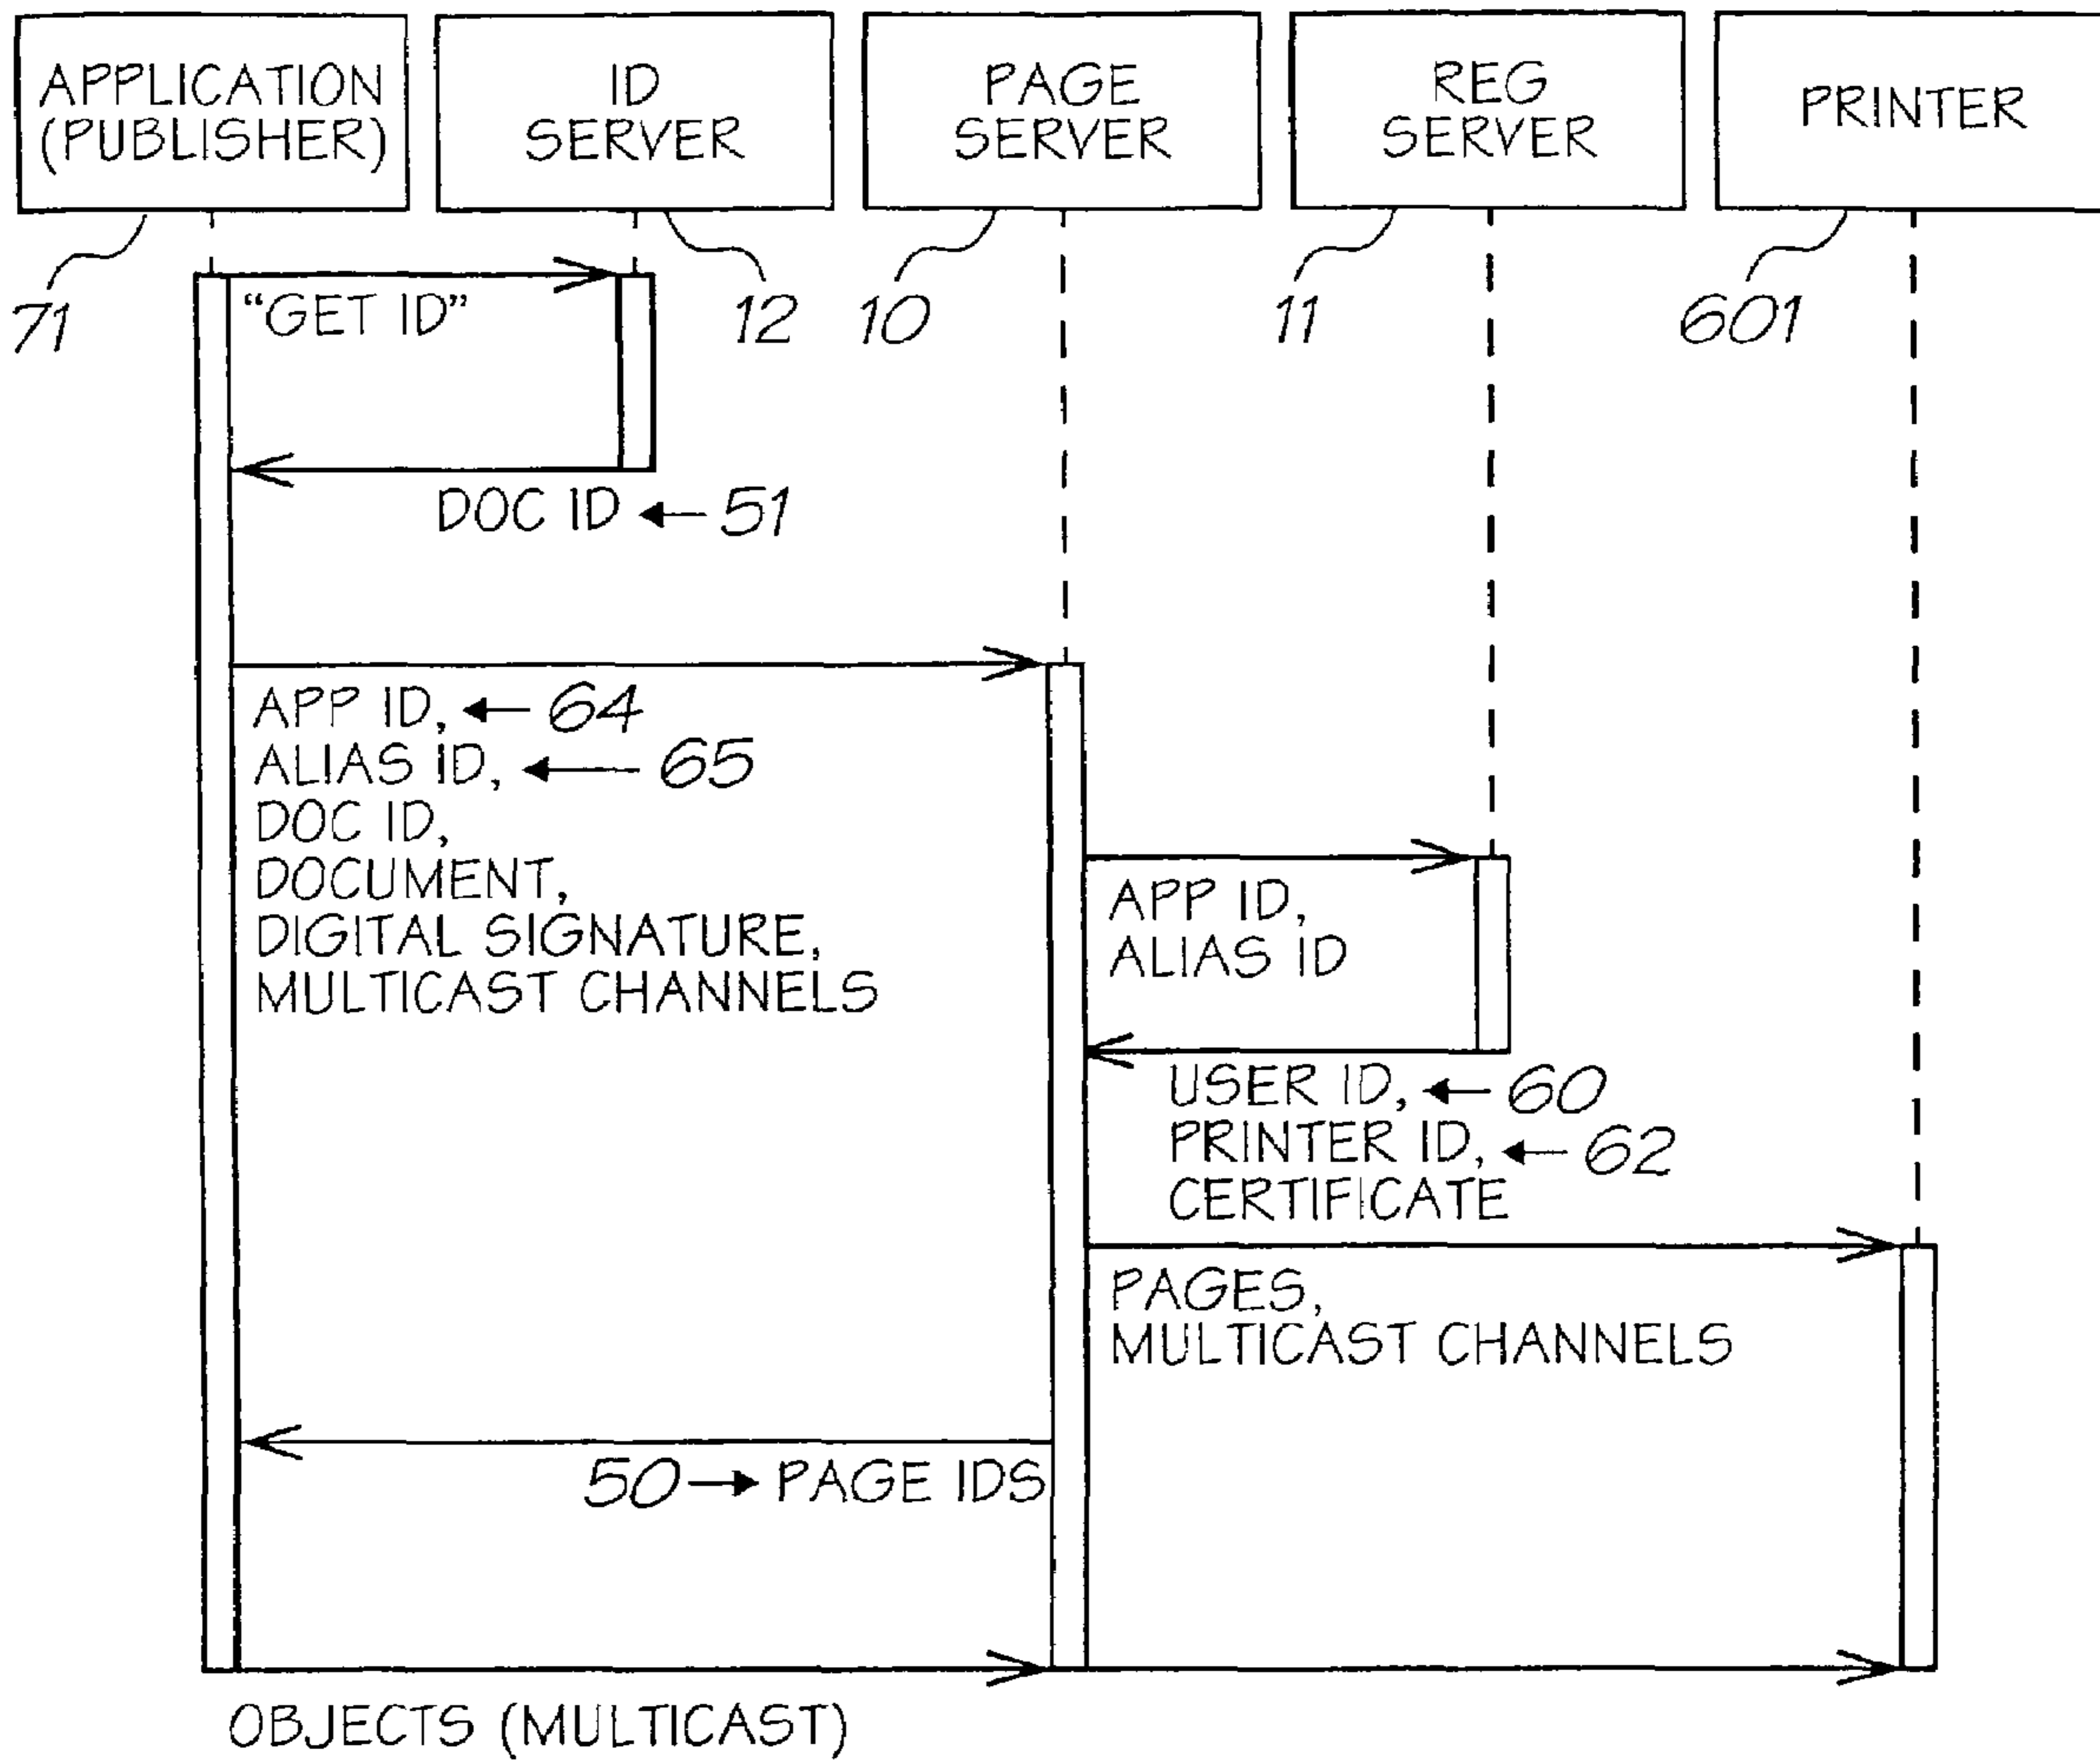 APPLICATION
(PUBLISHER)
ID
SERVER
PAGE
SERVER
REG
SERVER
PRINTER
71
12
10
11
601
"GET ID"
DOC ID
51
APP ID,
64
ALIAS ID,
65
DOC ID,
DOCUMENT,
DIGITAL SIGNATURE,
MULTICAST CHANNELS
APP ID,
ALIAS ID
USER ID,
60
PRINTER ID,
62
CERTIFICATE
PAGES,
MULTICAST CHANNELS
50
PAGE IDS
OBJECTS (MULTICAST)